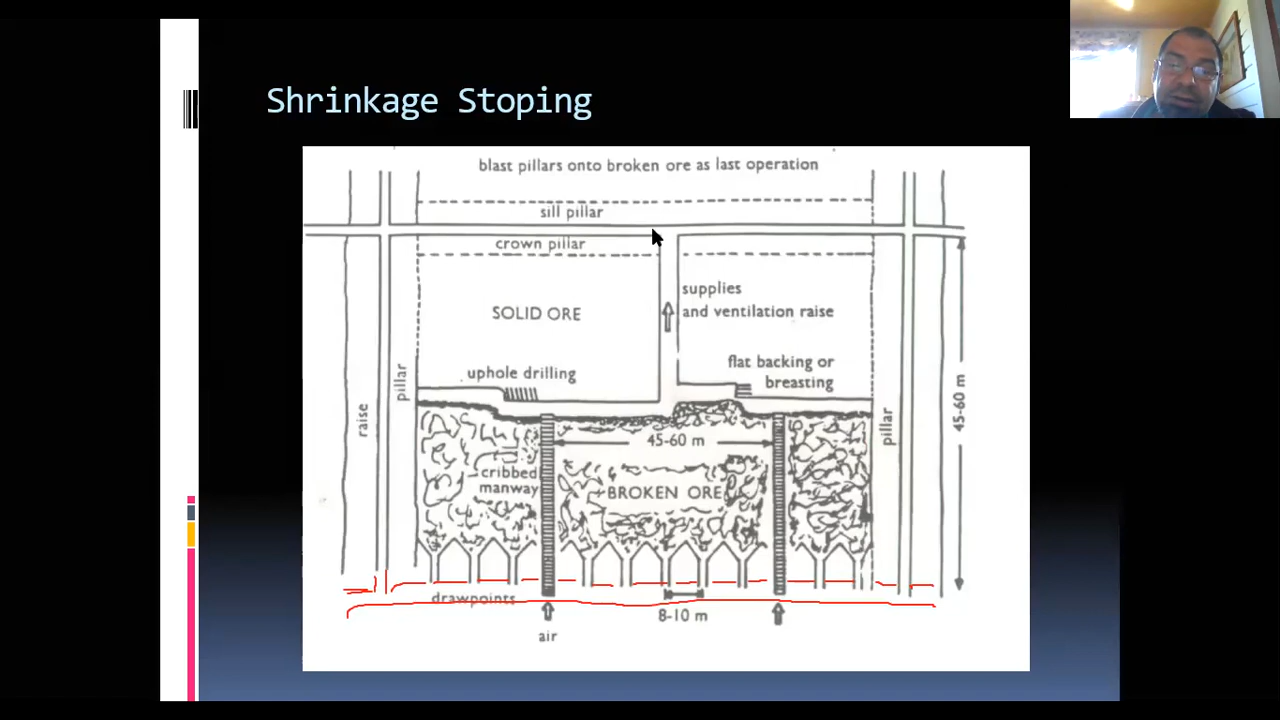 Shrinkage Stoping
blast pillars onto broken ore as last operation
sill pillar
crown pillar
supplies
and ventilation raise
SOLID ORE
flat backing or
breasting
uphole drilling
pillar
raise
pillar
45-60 m
45-60 m
cribbed
manway
BROKEN ORE
drawpoints
8-10 m
air